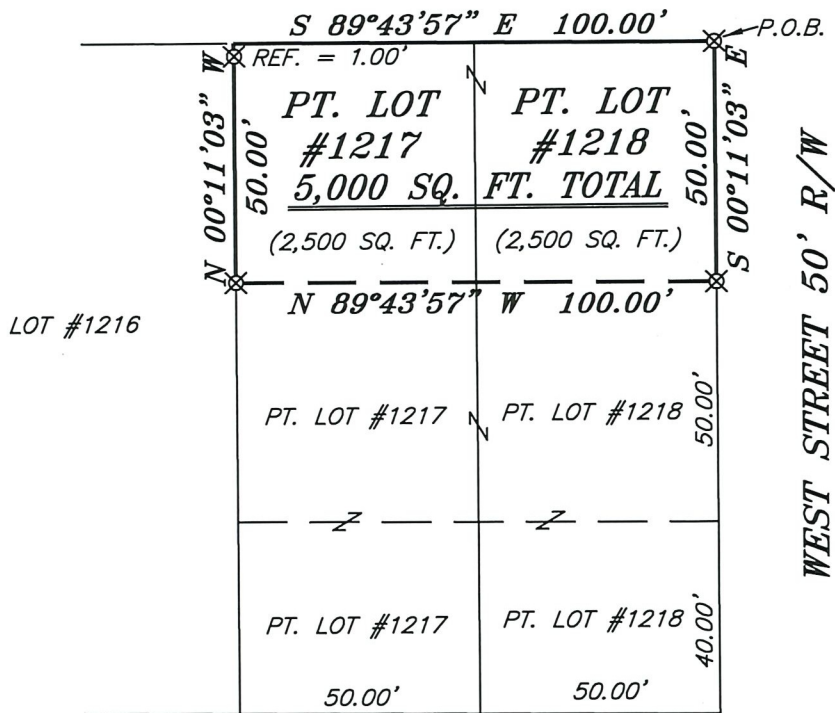 S 89°43'57" E 100.00'
P.O.B.
REF. = 1.00'
N 00°11'03" W
50.00'
PT. LOT
#1217
PT. LOT
#1218
5,000 SQ. FT. TOTAL
(2,500 SQ. FT.)
(2,500 SQ. FT.)
50.00'
S 00°11'03" E
WEST STREET 50' R/W
N 89°43'57" W 100.00'
LOT #1216
PT. LOT #1217
PT. LOT #1218
50.00'
PT. LOT #1217
PT. LOT #1218
40.00'
50.00'
50.00'